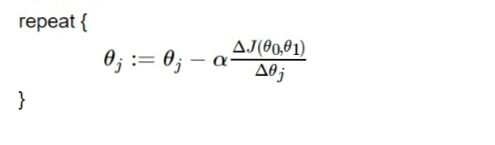 repeat {
θj := θj − α ΔJ(θ0,θ1) / Δθj
}